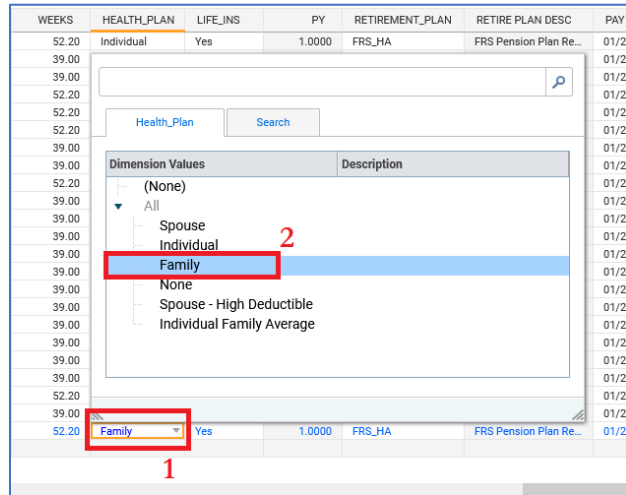 WEEKS HEALTH_PLAN LIFE_INS PY RETIREMENT_PLAN RETIRE PLAN DESC PAY
52.20 Individual Yes 1.0000 FRS_HA FRS Pension Plan Re... 01/2
39.00 01/2
39.00 01/2
52.20 01/2
52.20 Health_Plan Search 01/2
52.20 01/2
39.00 01/2
39.00 Dimension Values Description 01/2
52.20 (None) 01/2
39.00 All 01/2
39.00 Spouse 01/2
39.00 Individual 2 01/2
39.00 Family 01/2
39.00 None 01/2
39.00 Spouse - High Deductible 01/2
39.00 Individual Family Average 01/2
39.00 01/2
39.00 01/2
39.00 01/2
39.00 01/2
52.20 01/2
39.00 01/2
52.20 Family Yes 1.0000 FRS_HA FRS Pension Plan Re... 01/2
1